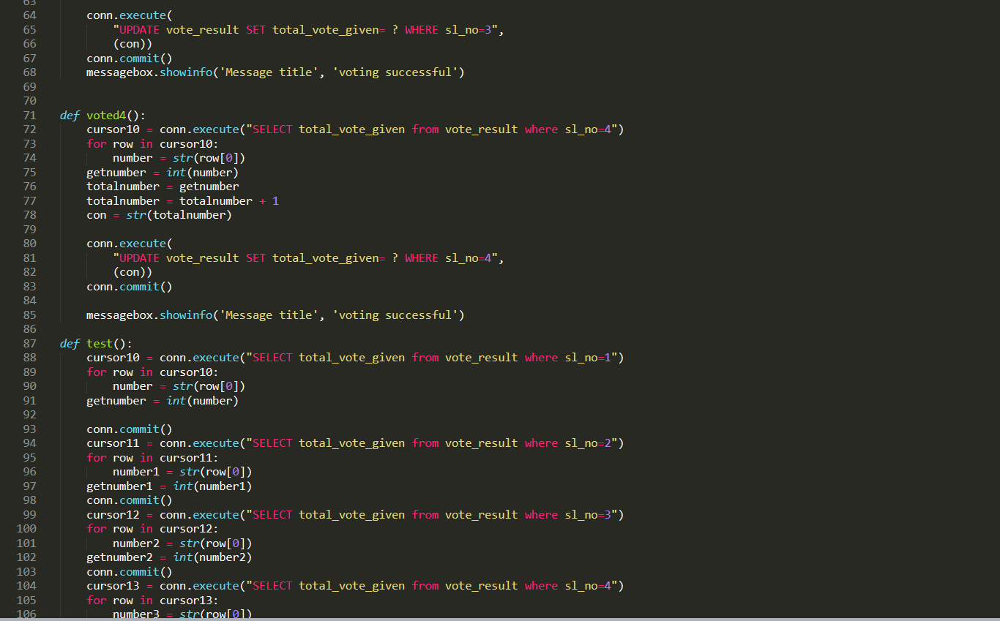 63
64 conn.execute(
65 "UPDATE vote_result SET total_vote_given= ? WHERE sl_no=3",
66 (con))
67 conn.commit()
68 messagebox.showinfo('Message title', 'voting successful')
69
70
71 def voted4():
72 cursor10 = conn.execute("SELECT total_vote_given from vote_result where sl_no=4")
73 for row in cursor10:
74 number = str(row[0])
75 getnumber = int(number)
76 totalnumber = getnumber
77 totalnumber = totalnumber + 1
78 con = str(totalnumber)
79
80 conn.execute(
81 "UPDATE vote_result SET total_vote_given= ? WHERE sl_no=4",
82 (con))
83 conn.commit()
84
85 messagebox.showinfo('Message title', 'voting successful')
86
87 def test():
88 cursor10 = conn.execute("SELECT total_vote_given from vote_result where sl_no=1")
89 for row in cursor10:
90 number = str(row[0])
91 getnumber = int(number)
92
93 conn.commit()
94 cursor11 = conn.execute("SELECT total_vote_given from vote_result where sl_no=2")
95 for row in cursor11:
96 number1 = str(row[0])
97 getnumber1 = int(number1)
98 conn.commit()
99 cursor12 = conn.execute("SELECT total_vote_given from vote_result where sl_no=3")
100 for row in cursor12:
101 number2 = str(row[0])
102 getnumber2 = int(number2)
103 conn.commit()
104 cursor13 = conn.execute("SELECT total_vote_given from vote_result where sl_no=4")
105 for row in cursor13:
106 number3 = str(row[0])